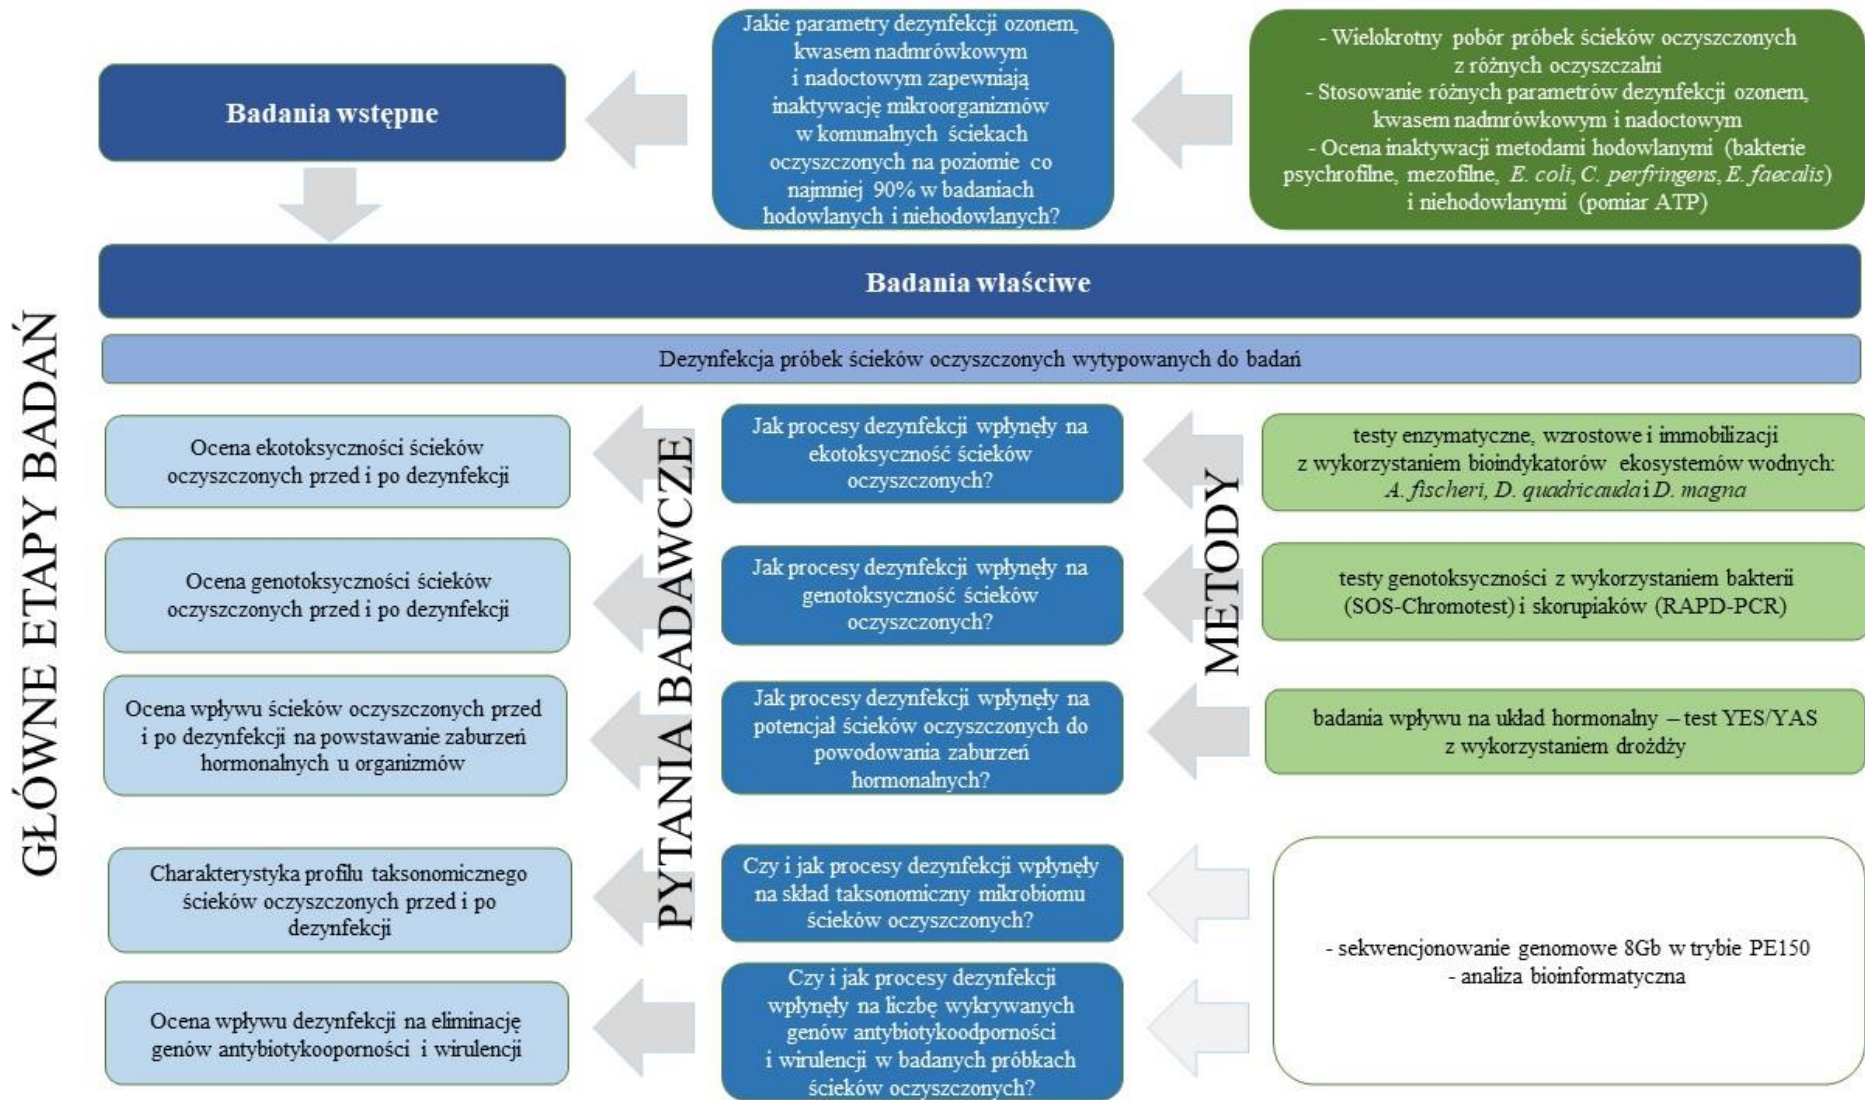 Jakie parametry dezynfekcji ozonem,
kwasem nadmrówkowym
i nadoctowym zapewniają
inaktywację mikroorganizmów
w komunalnych ściekach
oczyszczonych na poziomie co
najmniej 90% w badaniach
hodowlanych i niehodowlanych?
- Wielokrotny pobór próbek ścieków oczyszczonych
z różnych oczyszczalni
- Stosowanie różnych parametrów dezynfekcji ozonem,
kwasem nadmrówkowym i nadoctowym
- Ocena inaktywacji metodami hodowlanymi (bakterie
psychrofilne, mezofilne, E. coli, C. perfringens, E. faecalis)
i niehodowlanymi (pomiar ATP)
Badania wstępne
Badania właściwe
Dezynfekcja próbek ścieków oczyszczonych wytypowanych do badań
GŁÓWNE ETAPY BADAŃ
PYTANIA BADAWCZE
METODY
Ocena ekotoksyczności ścieków
oczyszczonych przed i po dezynfekcji
Jak procesy dezynfekcji wpłynęły na
ekotoksyczność ścieków
oczyszczonych?
testy enzymatyczne, wzrostowe i immobilizacji
z wykorzystaniem bioindykatorów ekosystemów wodnych:
A. fischeri, D. quadricauda i D. magna
Ocena genotoksyczności ścieków
oczyszczonych przed i po dezynfekcji
Jak procesy dezynfekcji wpłynęły na
genotoksyczność ścieków
oczyszczonych?
testy genotoksyczności z wykorzystaniem bakterii
(SOS-Chromotest) i skorupiaków (RAPD-PCR)
Ocena wpływu ścieków oczyszczonych przed
i po dezynfekcji na powstawanie zaburzeń
hormonalnych u organizmów
Jak procesy dezynfekcji wpłynęły na
potencjał ścieków oczyszczonych do
powodowania zaburzeń
hormonalnych?
badania wpływu na układ hormonalny – test YES/YAS
z wykorzystaniem drożdży
Charakterystyka profilu taksonomicznego
ścieków oczyszczonych przed i po
dezynfekcji
Czy i jak procesy dezynfekcji wpłynęły
na skład taksonomiczny mikrobiomu
ścieków oczyszczonych?
- sekwencjonowanie genomowe 8Gb w trybie PE150
- analiza bioinformatyczna
Ocena wpływu dezynfekcji na eliminację
genów antybiotykooporności i wirulencji
Czy i jak procesy dezynfekcji
wpłynęły na liczbę wykrywanych
genów antybiotykoodporności
i wirulencji w badanych próbkach
ścieków oczyszczonych?